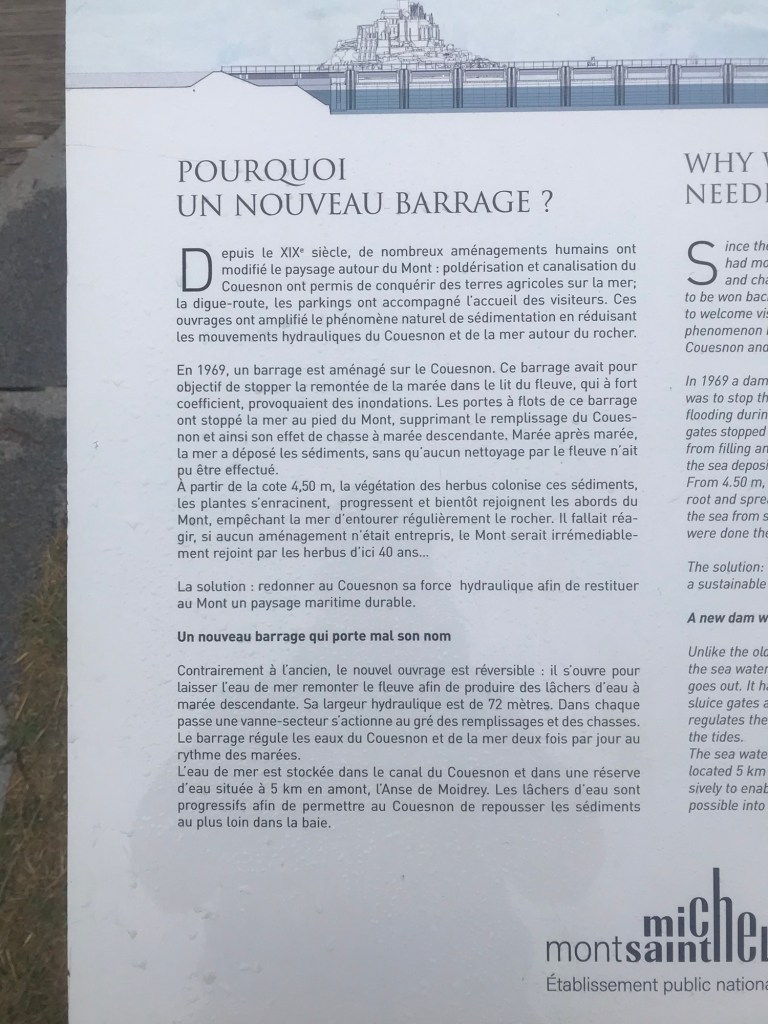 POURQUOI
UN NOUVEAU BARRAGE ?
Depuis le XIXe siècle, de nombreux aménagements humains ont
modifié le paysage autour du Mont : poldérisation et canalisation du
Couesnon ont permis de conquérir des terres agricoles sur la mer;
la digue-route, les parkings ont accompagné l'accueil des visiteurs. Ces
ouvrages ont amplifié le phénomène naturel de sédimentation en réduisant
les mouvements hydrauliques du Couesnon et de la mer autour du rocher.
En 1969, un barrage est aménagé sur le Couesnon. Ce barrage avait pour
objectif de stopper la remontée de la marée dans le lit du fleuve, qui à fort
coefficient, provoquaient des inondations. Les portes à flots de ce barrage
ont stoppé la mer au pied du Mont, supprimant le remplissage du Coues-
non et ainsi son effet de chasse à marée descendante. Marée après marée,
la mer a déposé les sédiments, sans qu'aucun nettoyage par le fleuve n'ait
pu être effectué.
À partir de la cote 4,50 m, la végétation des herbus colonise ces sédiments,
les plantes s'enracinent, progressent et bientôt rejoignent les abords du
Mont, empêchant la mer d'entourer régulièrement le rocher. Il fallait réa-
gir, si aucun aménagement n'était entrepris, le Mont serait irrémédiable-
ment rejoint par les herbus d'ici 40 ans...
La solution : redonner au Couesnon sa force hydraulique afin de restituer
au Mont un paysage maritime durable.
Un nouveau barrage qui porte mal son nom
Contrairement à l'ancien, le nouvel ouvrage est réversible : il s'ouvre pour
laisser l'eau de mer remonter le fleuve afin de produire des lâchers d'eau à
marée descendante. Sa largeur hydraulique est de 72 mètres. Dans chaque
passe une vanne-secteur s'actionne au gré des remplissages et des chasses.
Le barrage régule les eaux du Couesnon et de la mer deux fois par jour au
rythme des marées.
L'eau de mer est stockée dans le canal du Couesnon et dans une réserve
d'eau située à 5 km en amont, l'Anse de Moidrey. Les lâchers d'eau sont
progressifs afin de permettre au Couesnon de repousser les sédiments
au plus loin dans la baie.
WHY
Since the
had
and
to be won
to welcome
phenomenon
Couesnon and
In 1969 a dam
was to stop
flooding
gates stopped
from filling
the sea
From 4.50 m,
root and
the sea from
were done
The solution:
a sustainable
A new dam
Unlike the
the sea water
goes out. It
sluice gates
regulates the
the tides.
The sea
located 5 km
sively to
possible into
montsaint
Établissement public